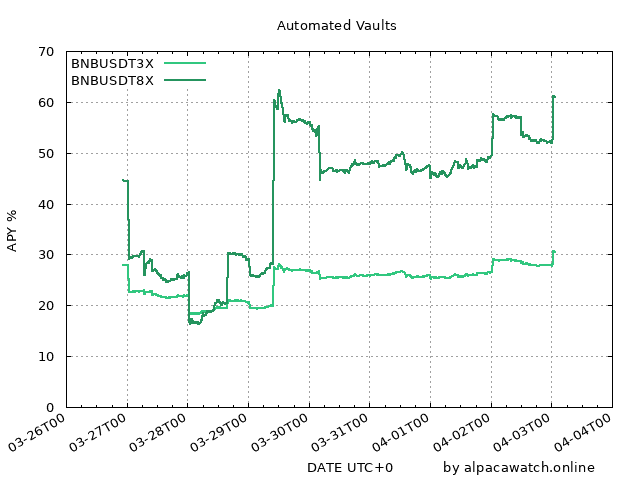 Automated Vaults
70
60
50
40
30
20
10
0
APY %
BNBUSDT3X
BNBUSDT8X
03-26T00
03-27T00
03-28T00
03-29T00
03-30T00
03-31T00
04-01T00
04-02T00
04-03T00
04-04T00
DATE UTC+0
by alpacawatch.online